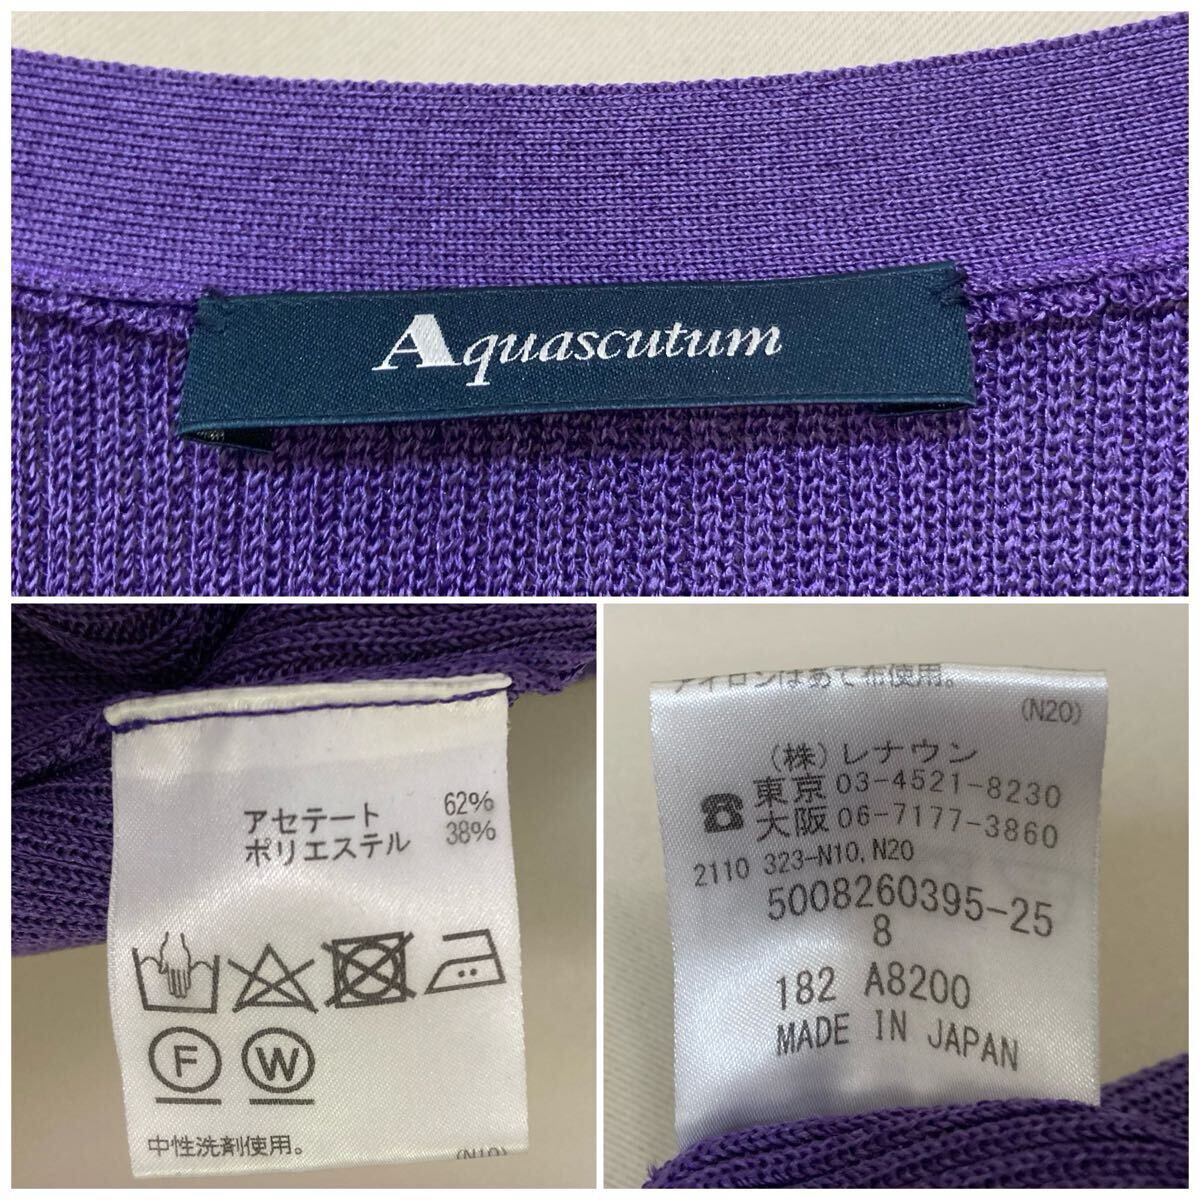 Aquascutum
アセテート 62%
ポリエステル 38%
F W
中性洗剤使用。
(N10)
アイロンはあて布使用。
(N20)
(株)レナウン
☎東京 03-4521-8230
大阪 06-7177-3860
2110 323-N10, N20
5008260395-25
8
182 A8200
MADE IN JAPAN